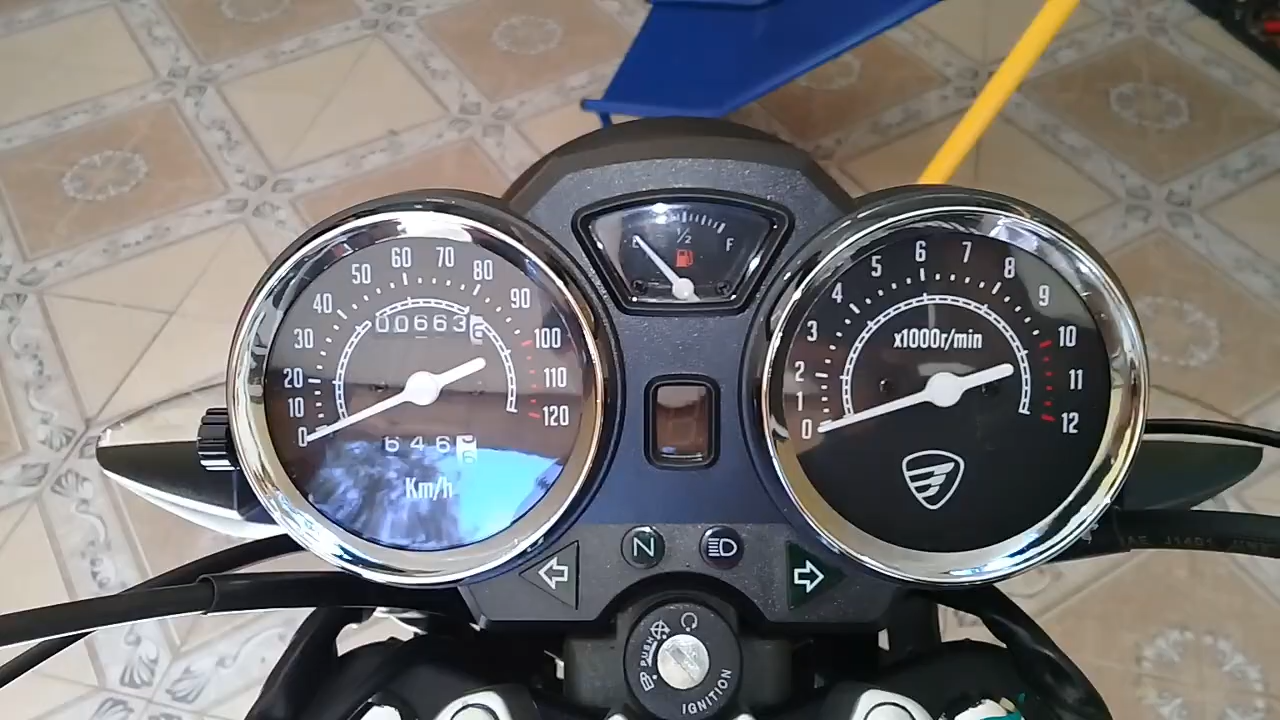 0 10 20 30 40 50 60 70 80 90 100 110 120
00663
646
Km/h
E 1/2 F
0 1 2 3 4 5 6 7 8 9 10 11 12
x1000r/min
N
PUSH
IGNITION
J1401